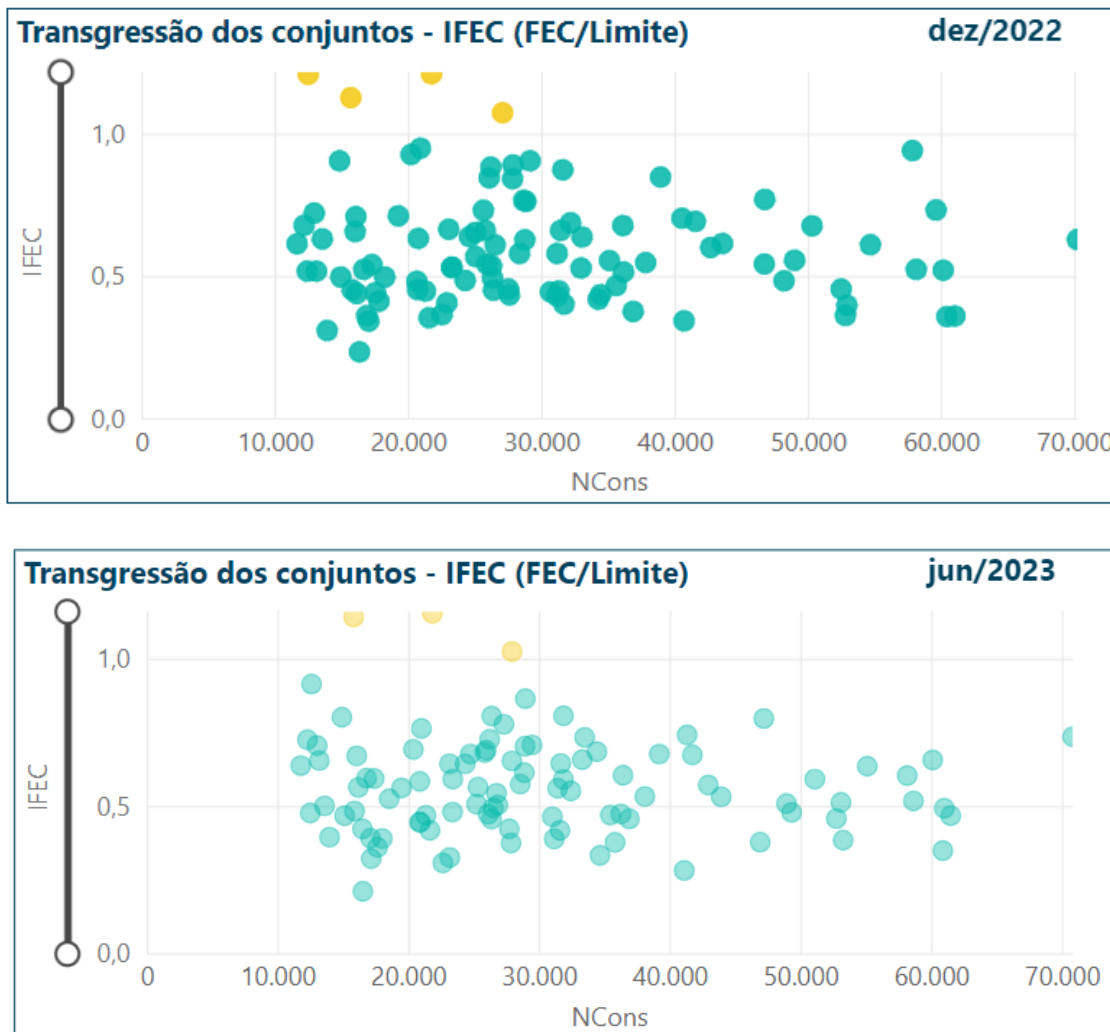 Transgressão dos conjuntos - IFEC (FEC/Limite) dez/2022
1,0
0,5
0,0
IFEC
0 10.000 20.000 30.000 40.000 50.000 60.000 70.000
NCons
Transgressão dos conjuntos - IFEC (FEC/Limite) jun/2023
1,0
0,5
0,0
IFEC
0 10.000 20.000 30.000 40.000 50.000 60.000 70.000
NCons